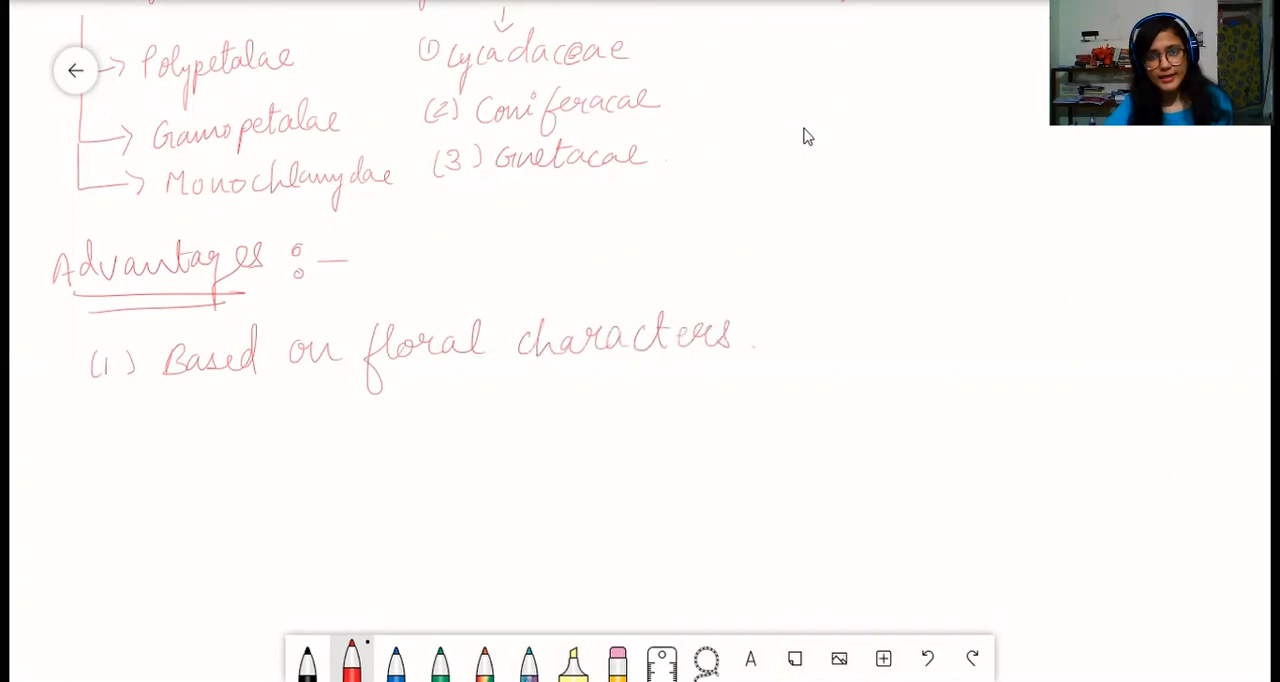 Polypetalae
Gamopetalae
Monochlamydae
(1) Cycadaceae
(2) Coniferacae
(3) Gnetacae
Advantages :-
(1) Based on floral characters.
A